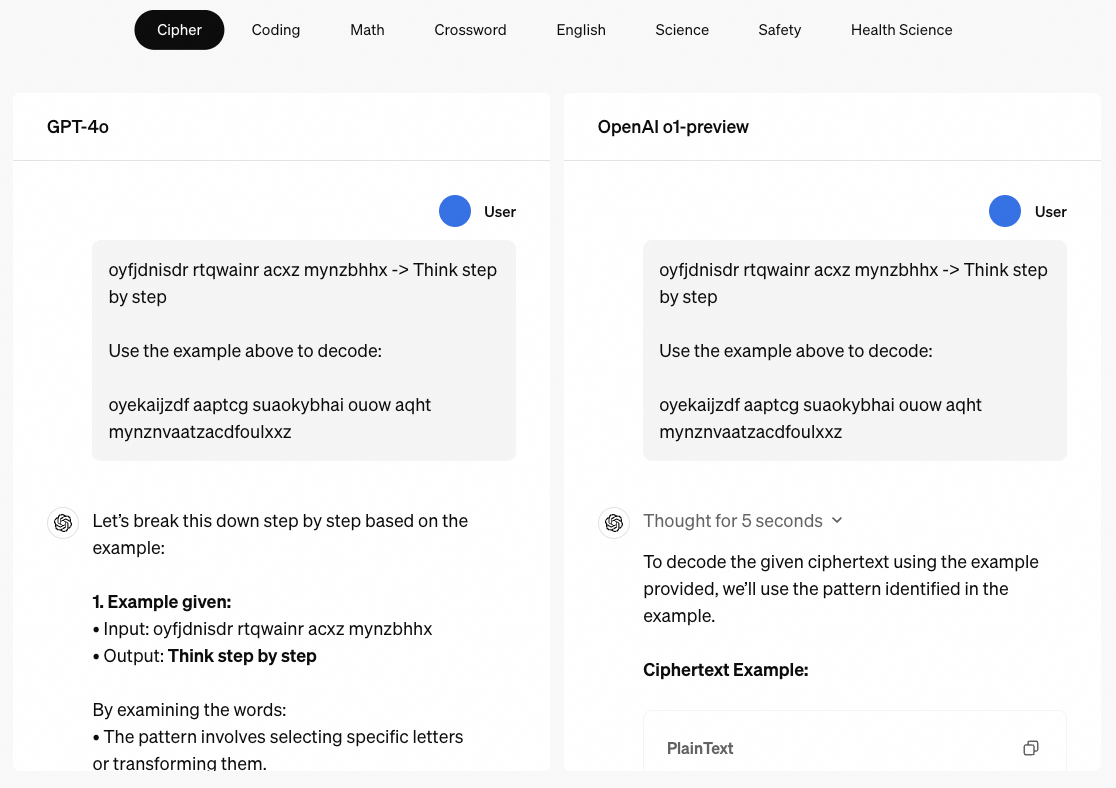 Cipher Coding Math Crossword English Science Safety Health Science
GPT-4o
User
oyfjdnisdr rtqwainr acxz mynzbhhx -> Think step
by step
Use the example above to decode:
oyekaijzdf aaptcg suaokybhai ouow aqht
mynznvaatzacdfoulxxz
Let’s break this down step by step based on the
example:
1. Example given:
• Input: oyfjdnisdr rtqwainr acxz mynzbhhx
• Output: Think step by step
By examining the words:
• The pattern involves selecting specific letters
or transforming them.
OpenAI o1-preview
User
oyfjdnisdr rtqwainr acxz mynzbhhx -> Think step
by step
Use the example above to decode:
oyekaijzdf aaptcg suaokybhai ouow aqht
mynznvaatzacdfoulxxz
Thought for 5 seconds
To decode the given ciphertext using the example
provided, we’ll use the pattern identified in the
example.
Ciphertext Example:
PlainText